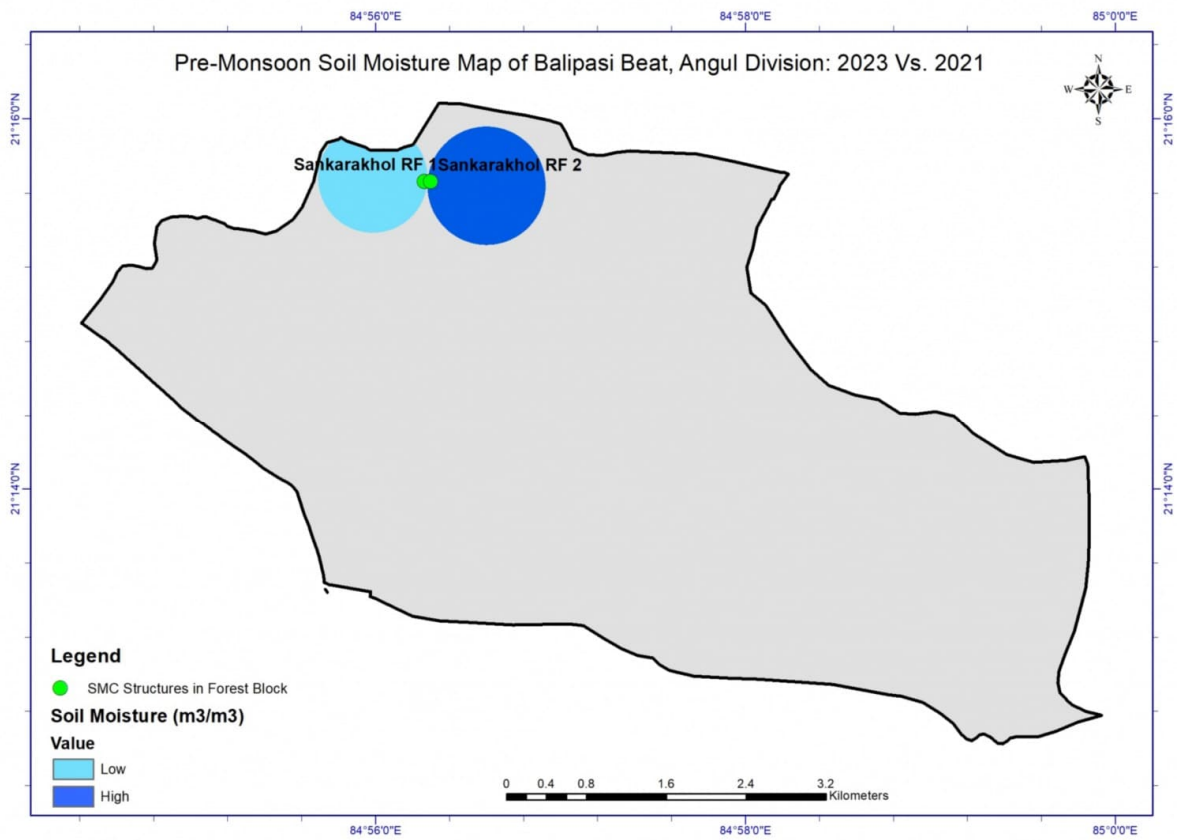 84°56'0"E 84°58'0"E 85°0'0"E
Pre-Monsoon Soil Moisture Map of Balipasi Beat, Angul Division: 2023 Vs. 2021
N
W E
S
21°16'0"N 21°16'0"N
Sankarakhol RF 1 Sankarakhol RF 2
21°14'0"N 21°14'0"N
Legend
SMC Structures in Forest Block
Soil Moisture (m3/m3)
Value
Low
High
0 0.4 0.8 1.6 2.4 3.2
Kilometers
84°56'0"E 84°58'0"E 85°0'0"E